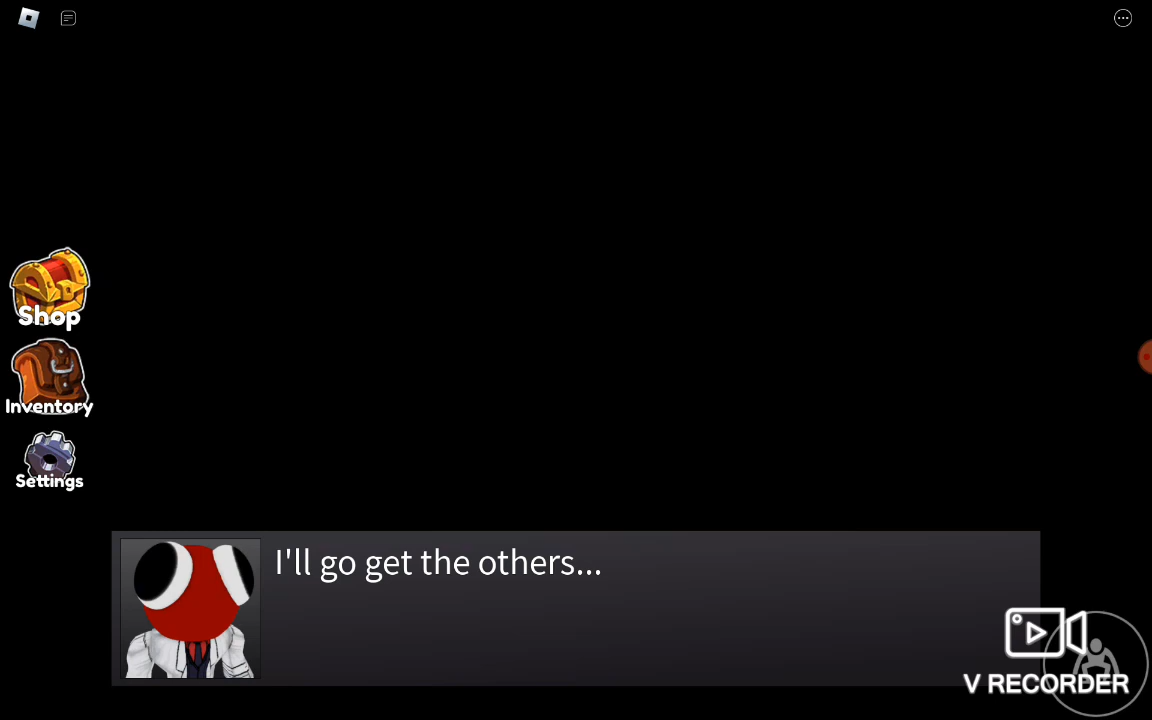 Shop
Inventory
Settings
I'll go get the others...
V RECORDER